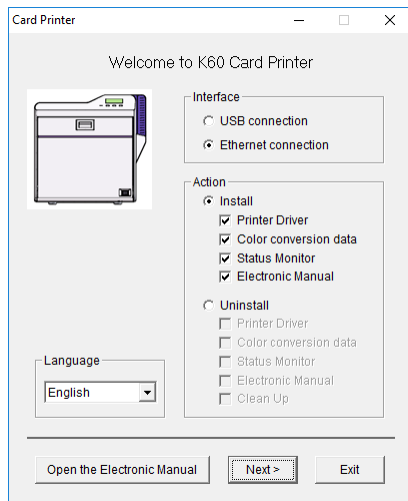 Card Printer
Welcome to K60 Card Printer
Interface
USB connection
Ethernet connection
Action
Install
Printer Driver
Color conversion data
Status Monitor
Electronic Manual
Uninstall
Printer Driver
Color conversion data
Status Monitor
Electronic Manual
Clean Up
Language
English
Open the Electronic Manual
Next >
Exit